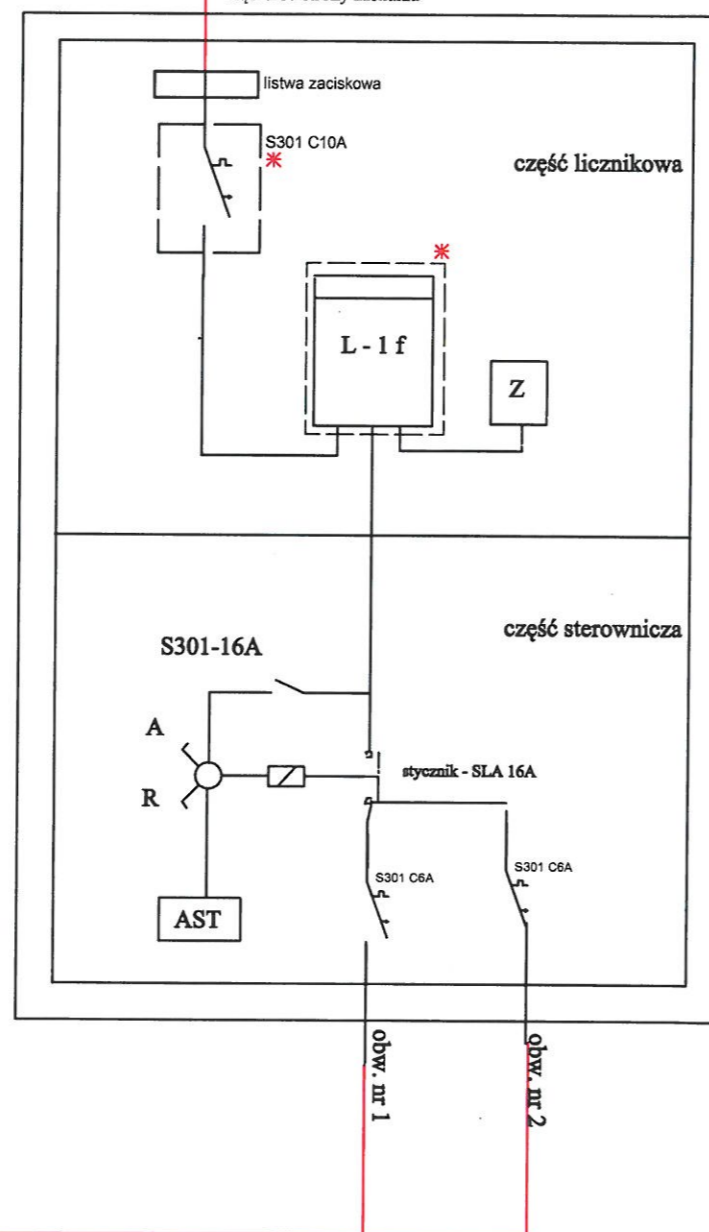 listwa zaciskowa
S301 C10A
część licznikowa
L - 1 f
Z
część sterownicza
S301-16A
A
R
stycznik - SLA 16A
S301 C6A
S301 C6A
AST
obw. nr 1
obw. nr 2